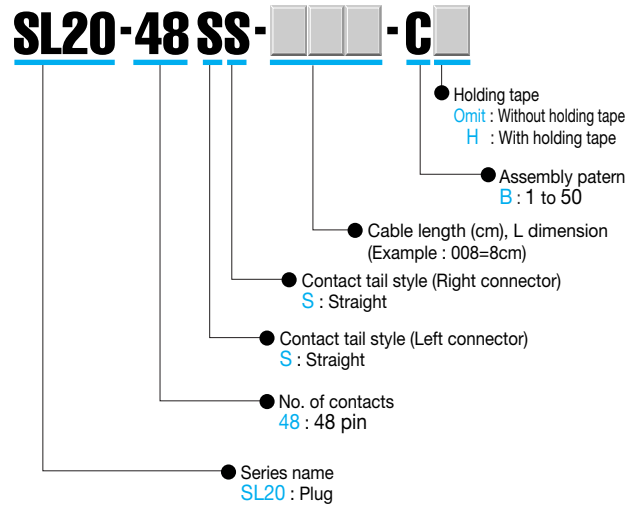 SL20-48 SS- - C
Holding tape
Omit : Without holding tape
H : With holding tape
Assembly patern
B : 1 to 50
Cable length (cm), L dimension
(Example : 008=8cm)
Contact tail style (Right connector)
S : Straight
Contact tail style (Left connector)
S : Straight
No. of contacts
48 : 48 pin
Series name
SL20 : Plug